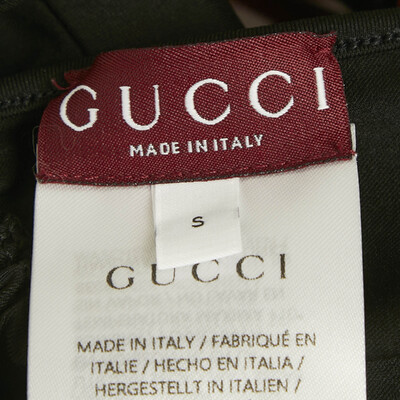 GUCCI
MADE IN ITALY
S
GUCCI
MADE IN ITALY / FABRIQUÉ EN
ITALIE / HECHO EN ITALIA /
HERGESTELLT IN ITALIEN /